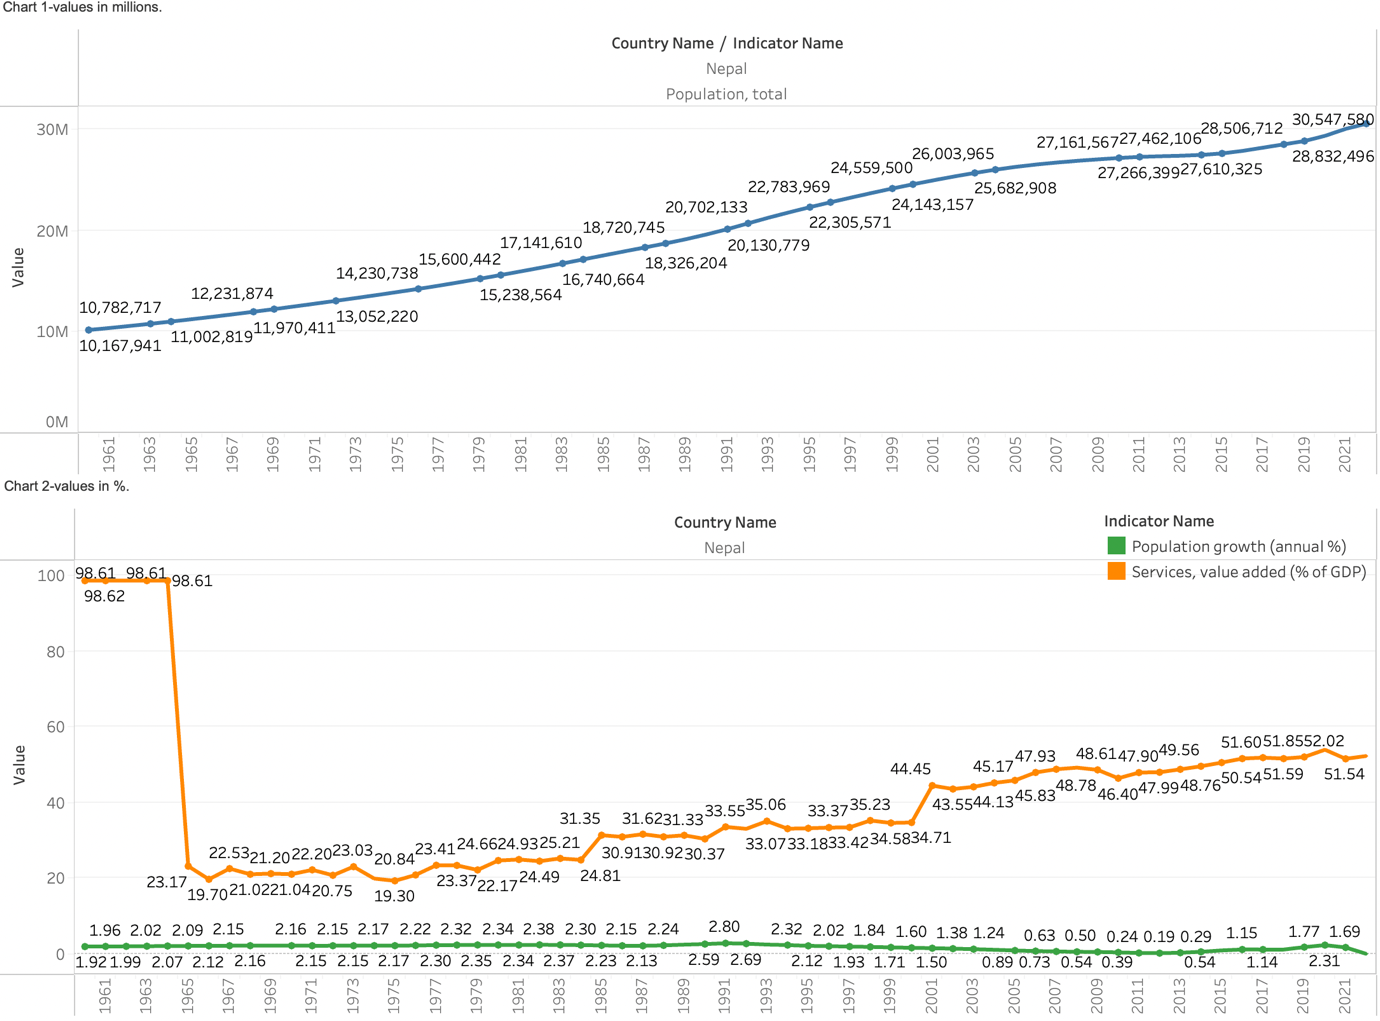 Chart 1-values in millions.
Country Name / Indicator Name
Nepal
Population, total
Value
30M
20M
10M
0M
10,782,717
10,167,941
11,002,819
12,231,874
11,970,411
14,230,738
13,052,220
15,600,442
15,238,564
17,141,610
16,740,664
18,720,745
18,326,204
20,702,133
20,130,779
22,783,969
22,305,571
24,559,500
24,143,157
26,003,965
25,682,908
27,161,567
27,266,399
27,462,106
27,610,325
28,506,712
28,832,496
30,547,580
1961 1963 1965 1967 1969 1971 1973 1975 1977 1979 1981 1983 1985 1987 1989 1991 1993 1995 1997 1999 2001 2003 2005 2007 2009 2011 2013 2015 2017 2019 2021
Chart 2-values in %.
Country Name
Nepal
Indicator Name
Population growth (annual %)
Services, value added (% of GDP)
Value
100
80
60
40
20
0
98.61 98.61 98.61
98.62
23.17 19.70 22.53 21.02 21.20 21.04 22.20 20.75 23.03 20.84 19.30 23.41 23.37 24.66 22.17 24.93 24.49 25.21 24.81 31.35 30.91 31.62 30.92 31.33 30.37 33.55 35.06 33.07 33.18 33.37 33.42 35.23 34.58 34.71 44.45 43.55 44.13 45.17 45.83 47.93 48.78 48.61 46.40 47.90 47.99 49.56 48.76 50.54 51.60 51.59 51.85 52.02 51.54
1.96 2.02 2.09 2.15 2.16 2.15 2.17 2.22 2.32 2.34 2.38 2.30 2.15 2.24 2.80 2.32 2.02 1.84 1.60 1.38 1.24 0.63 0.50 0.24 0.19 0.29 1.15 1.77 1.69
1.92 1.99 2.07 2.12 2.16 2.15 2.15 2.17 2.30 2.35 2.34 2.37 2.23 2.13 2.59 2.69 2.12 1.93 1.71 1.50 0.89 0.73 0.54 0.39 0.54 1.14 2.31
1961 1963 1965 1967 1969 1971 1973 1975 1977 1979 1981 1983 1985 1987 1989 1991 1993 1995 1997 1999 2001 2003 2005 2007 2009 2011 2013 2015 2017 2019 2021